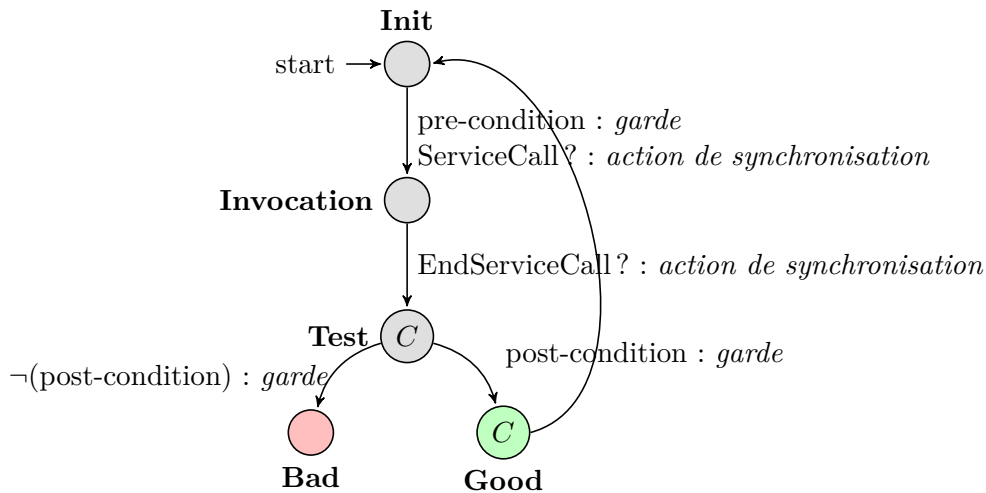 Init
start
pre-condition : garde
ServiceCall ? : action de synchronisation
Invocation
EndServiceCall ? : action de synchronisation
Test
C
post-condition : garde
¬(post-condition) : garde
C
Bad
Good